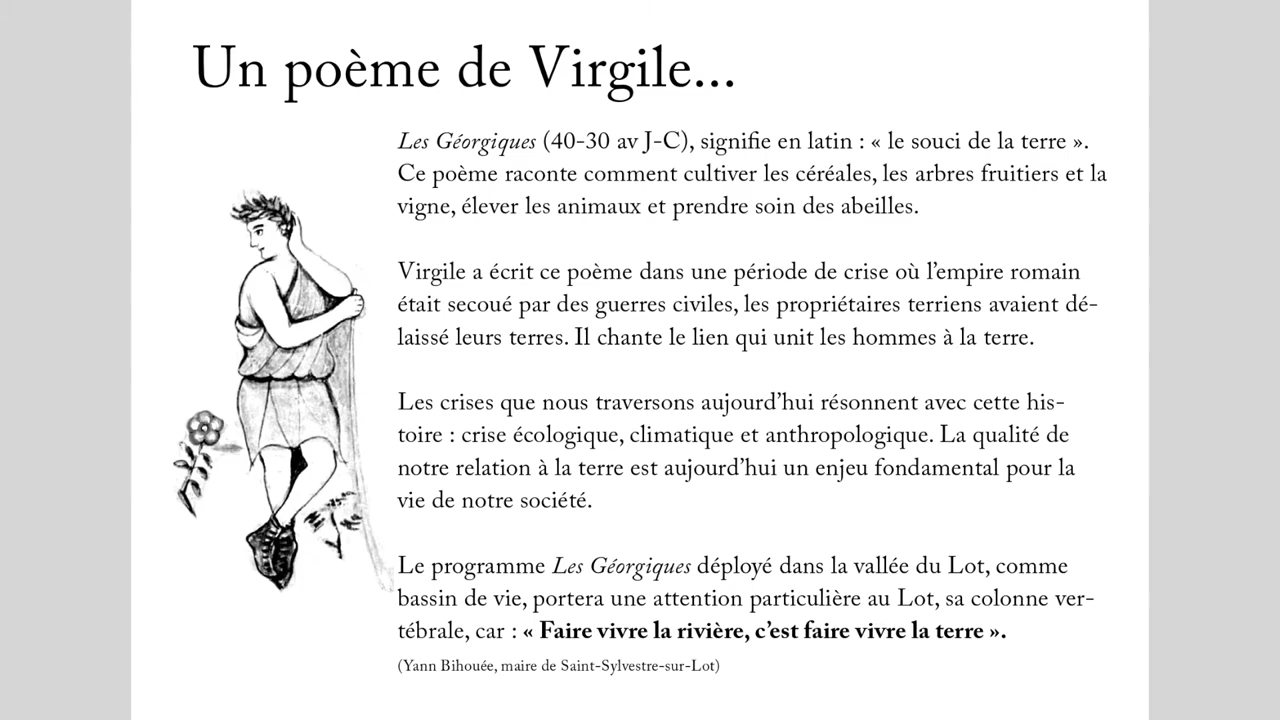 Un poème de Virgile...
Les Géorgiques (40-30 av J-C), signifie en latin : « le souci de la terre ».
Ce poème raconte comment cultiver les céréales, les arbres fruitiers et la
vigne, élever les animaux et prendre soin des abeilles.
Virgile a écrit ce poème dans une période de crise où l'empire romain
était secoué par des guerres civiles, les propriétaires terriens avaient dé-
laissé leurs terres. Il chante le lien qui unit les hommes à la terre.
Les crises que nous traversons aujourd'hui résonnent avec cette his-
toire : crise écologique, climatique et anthropologique. La qualité de
notre relation à la terre est aujourd'hui un enjeu fondamental pour la
vie de notre société.
Le programme Les Géorgiques déployé dans la vallée du Lot, comme
bassin de vie, portera une attention particulière au Lot, sa colonne ver-
tébrale, car : « Faire vivre la rivière, c'est faire vivre la terre ».
(Yann Bihouée, maire de Saint-Sylvestre-sur-Lot)